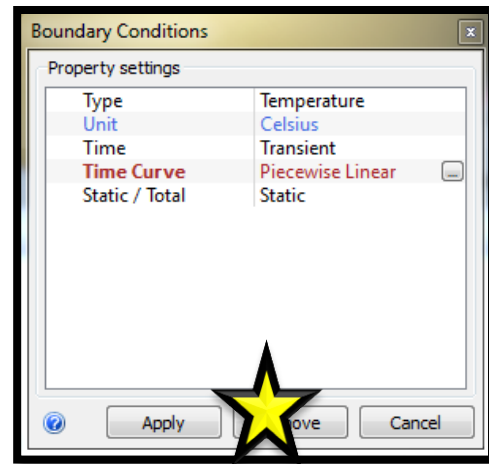 Boundary Conditions
Property settings
Type Temperature
Unit Celsius
Time Transient
Time Curve Piecewise Linear ...
Static / Total Static
Apply Cancel